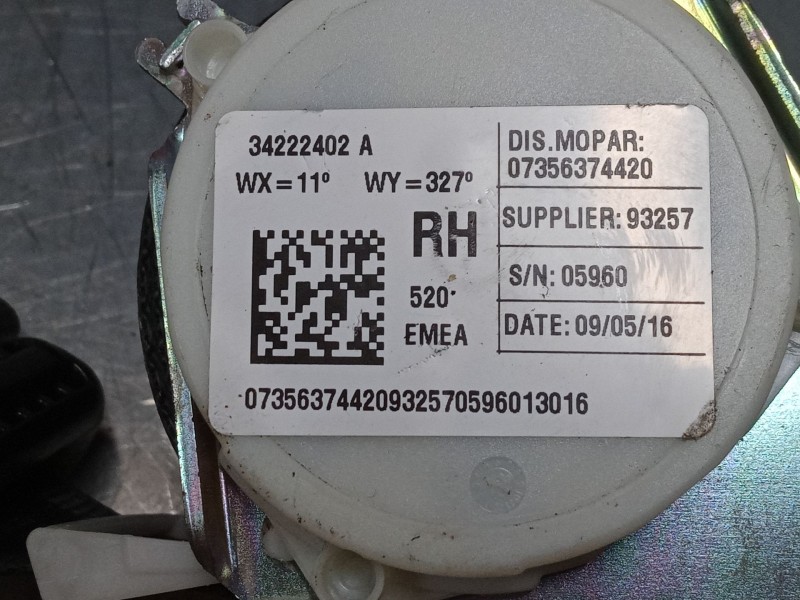 34222402 A
WX=11º WY=327º
RH
520·
EMEA
DIS.MOPAR:
07356374420
SUPPLIER: 93257
S/N: 05960
DATE: 09/05/16
07356374420932570596013016